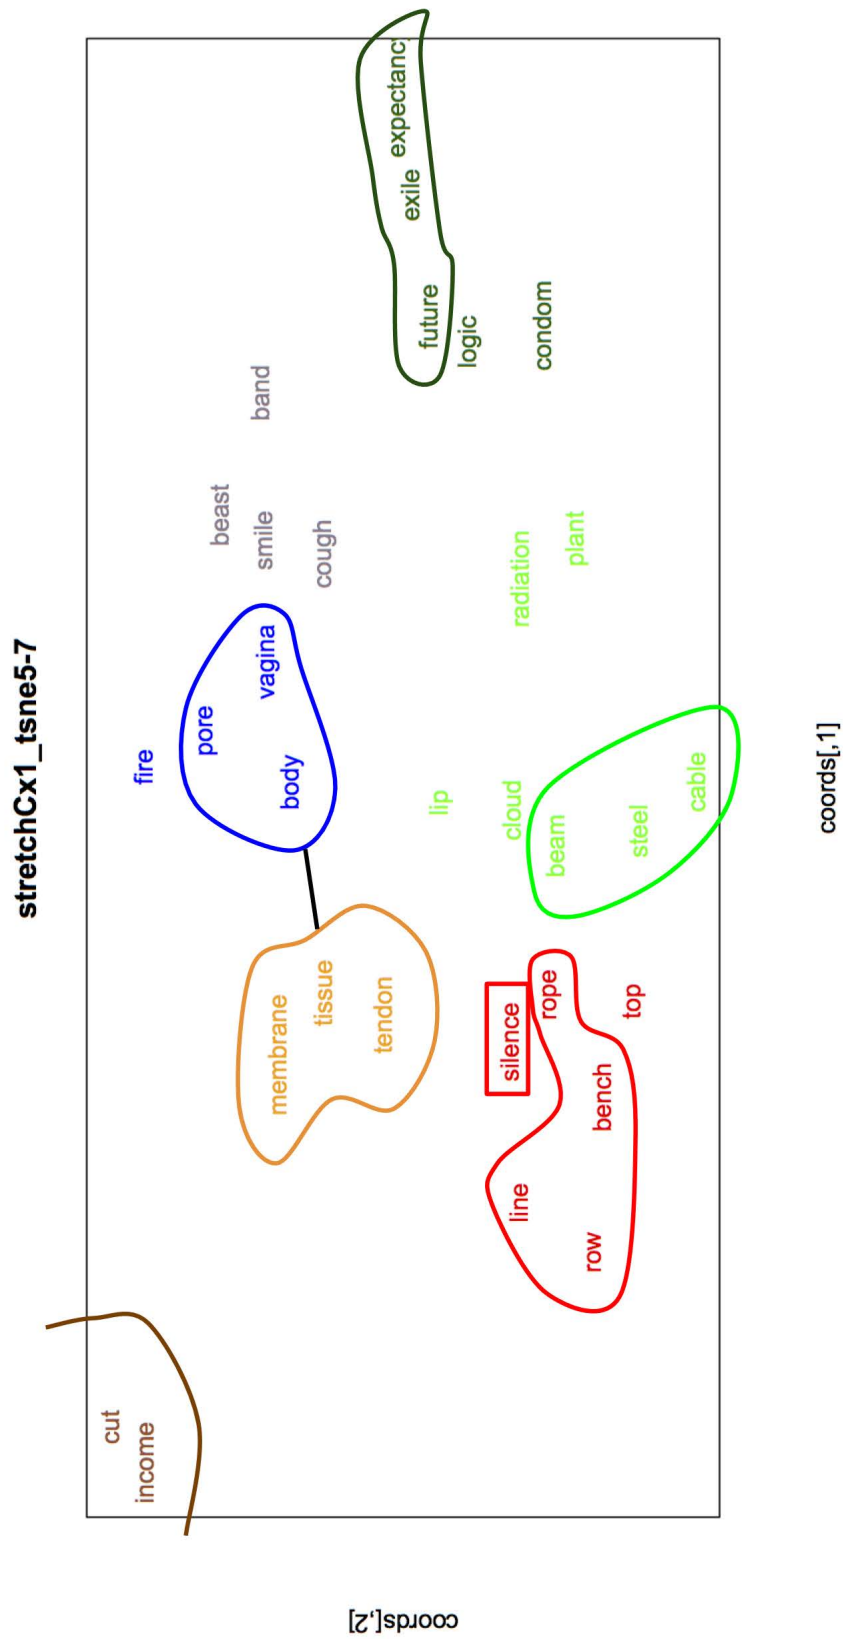 stretchCx1_tsne5-7
cut
income
fire
pore
body
vagina
beast
smile
cough
band
membrane
tissue
tendon
future
exile
expectancy
logic
condom
lip
cloud
beam
steel
cable
radiation
plant
silence
rope
line
bench
row
top
coords[,1]
coords[,2]